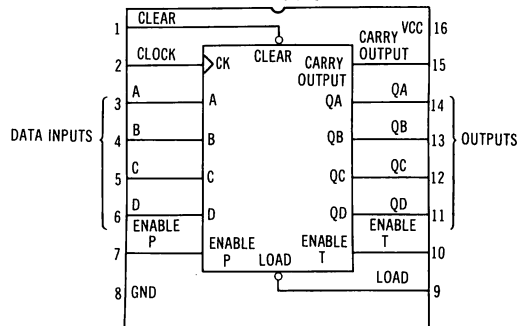 CLEAR
1
VCC 16
CLOCK
2
CK
CLEAR
CARRY
OUTPUT
CARRY
OUTPUT
15
DATA INPUTS
A
3
A
QA
QA
14
B
4
B
QB
QB
13
OUTPUTS
C
5
C
QC
QC
12
D
6
D
QD
QD
11
ENABLE
P
7
ENABLE
P
LOAD
ENABLE
T
ENABLE
T
10
8 GND
LOAD
9